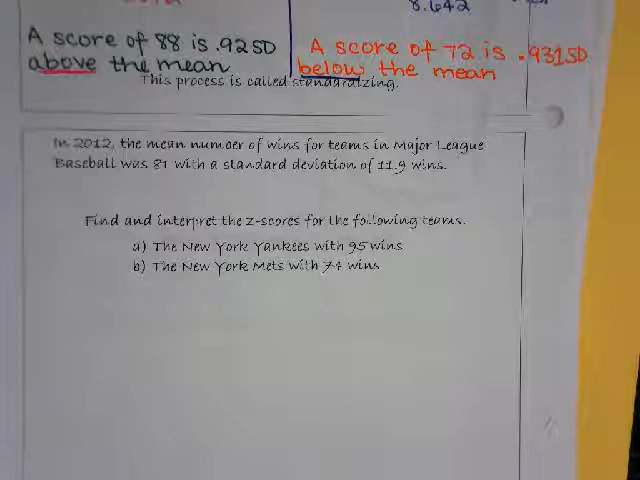 8.642
A score of 88 is .92 SD
above the mean
A score of 72 is .931SD
below the mean
This process is called standardizing.
In 2012, the mean number of wins for teams in Major League
Baseball was 81 with a standard deviation of 11.9 wins.
Find and interpret the z-scores for the following teams.
a) The New York Yankees with 95 wins
b) The New York Mets with 74 wins